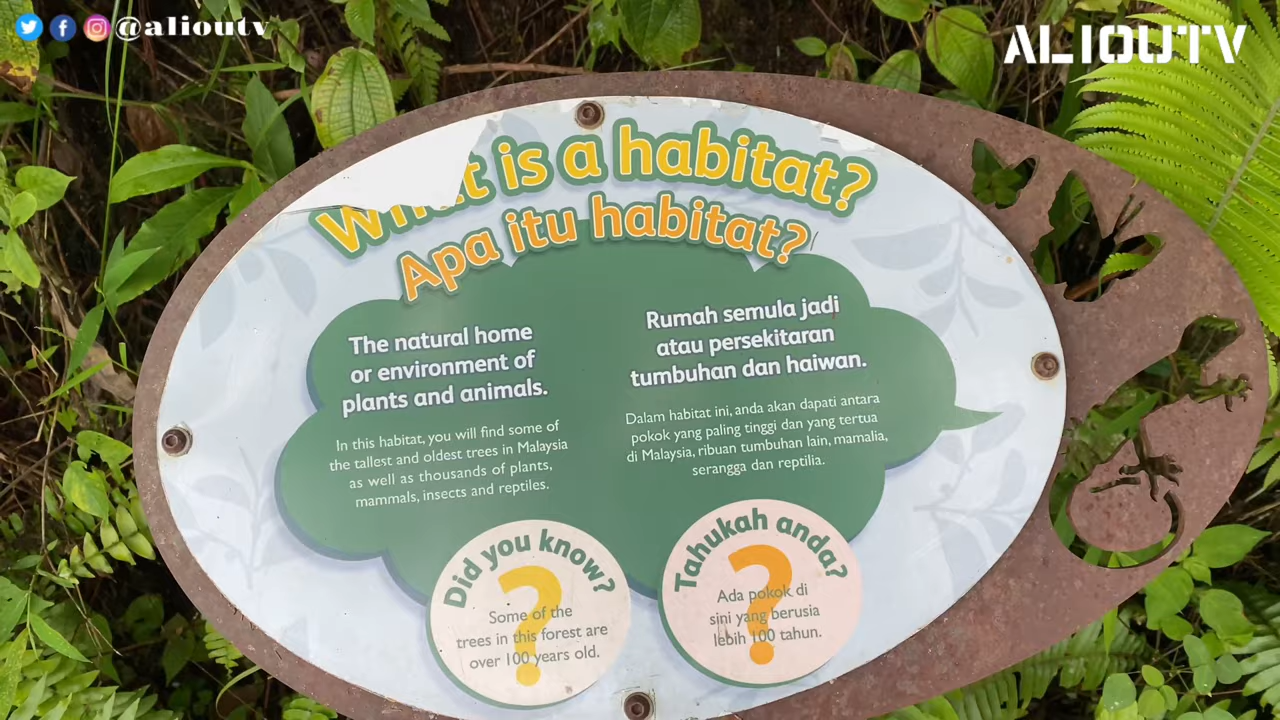 @alioutv
ALIOUTV
What is a habitat?
Apa itu habitat?
The natural home
or environment of
plants and animals.
In this habitat, you will find some of
the tallest and oldest trees in Malaysia
as well as thousands of plants,
mammals, insects and reptiles.
Rumah semula jadi
atau persekitaran
tumbuhan dan haiwan.
Dalam habitat ini, anda akan dapati antara
pokok yang paling tinggi dan yang tertua
di Malaysia, ribuan tumbuhan lain, mamalia,
serangga dan reptilia.
Did you know?
Some of the
trees in this forest are
over 100 years old.
Tahukah anda?
Ada pokok di
sini yang berusia
lebih 100 tahun.